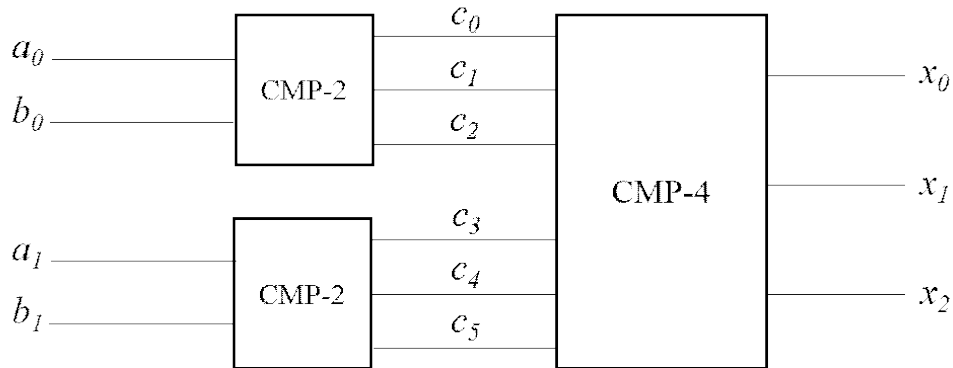 c₀
a₀
CMP-2
c₁
x₀
b₀
c₂
CMP-4
x₁
c₃
a₁
CMP-2
c₄
x₂
b₁
c₅